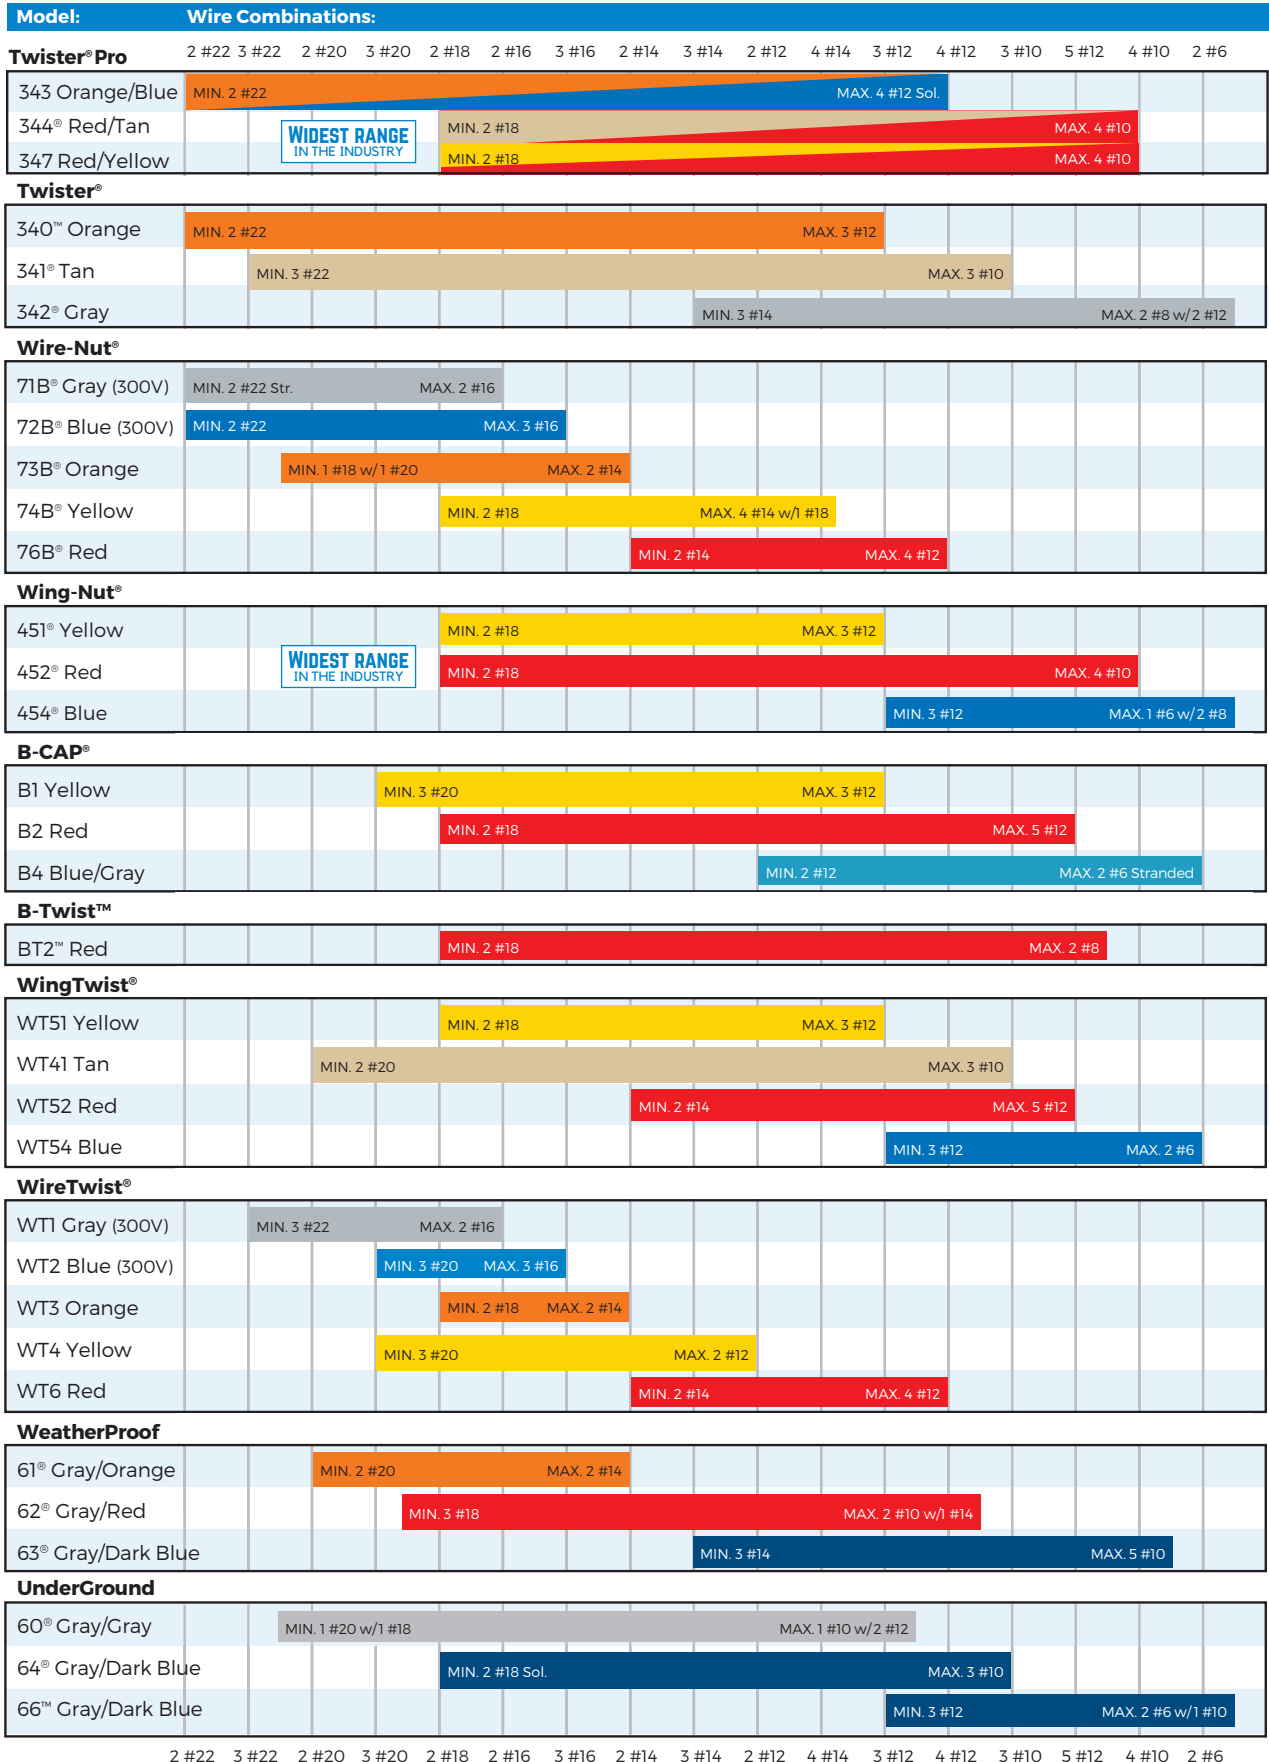 Model: Wire Combinations:
Twister® Pro 2 #22 3 #22 2 #20 3 #20 2 #18 2 #16 3 #16 2 #14 3 #14 2 #12 4 #14 3 #12 4 #12 3 #10 5 #12 4 #10 2 #6
343 Orange/Blue MIN. 2 #22 MAX. 4 #12 Sol.
344® Red/Tan MIN. 2 #18 MAX. 4 #10
WIDEST RANGE
IN THE INDUSTRY
347 Red/Yellow MIN. 2 #18 MAX. 4 #10
Twister®
340™ Orange MIN. 2 #22 MAX. 3 #12
341® Tan MIN. 3 #22 MAX. 3 #10
342® Gray MIN. 3 #14 MAX. 2 #8 w/2 #12
Wire-Nut®
71B® Gray (300V) MIN. 2 #22 Str. MAX. 2 #16
72B® Blue (300V) MIN. 2 #22 MAX. 3 #16
73B® Orange MIN. 1 #18 w/1 #20 MAX. 2 #14
74B® Yellow MIN. 2 #18 MAX. 4 #14 w/1 #18
76B® Red MIN. 2 #14 MAX. 4 #12
Wing-Nut®
451® Yellow MIN. 2 #18 MAX. 3 #12
WIDEST RANGE
IN THE INDUSTRY
452® Red MIN. 2 #18 MAX. 4 #10
454® Blue MIN. 3 #12 MAX. 1 #6 w/2 #8
B-CAP®
B1 Yellow MIN. 3 #20 MAX. 3 #12
B2 Red MIN. 2 #18 MAX. 5 #12
B4 Blue/Gray MIN. 2 #12 MAX. 2 #6 Stranded
B-Twist™
BT2™ Red MIN. 2 #18 MAX. 2 #8
WingTwist®
WT51 Yellow MIN. 2 #18 MAX. 3 #12
WT41 Tan MIN. 2 #20 MAX. 3 #10
WT52 Red MIN. 2 #14 MAX. 5 #12
WT54 Blue MIN. 3 #12 MAX. 2 #6
WireTwist®
WT1 Gray (300V) MIN. 3 #22 MAX. 2 #16
WT2 Blue (300V) MIN. 3 #20 MAX. 3 #16
WT3 Orange MIN. 2 #18 MAX. 2 #14
WT4 Yellow MIN. 3 #20 MAX. 2 #12
WT6 Red MIN. 2 #14 MAX. 4 #12
WeatherProof
61® Gray/Orange MIN. 2 #20 MAX. 2 #14
62® Gray/Red MIN. 3 #18 MAX. 2 #10 w/1 #14
63® Gray/Dark Blue MIN. 3 #14 MAX. 5 #10
UnderGround
60® Gray/Gray MIN. 1 #20 w/1 #18 MAX. 1 #10 w/2 #12
64® Gray/Dark Blue MIN. 2 #18 Sol. MAX. 3 #10
66™ Gray/Dark Blue MIN. 3 #12 MAX. 2 #6 w/1 #10
2 #22 3 #22 2 #20 3 #20 2 #18 2 #16 3 #16 2 #14 3 #14 2 #12 4 #14 3 #12 4 #12 3 #10 5 #12 4 #10 2 #6